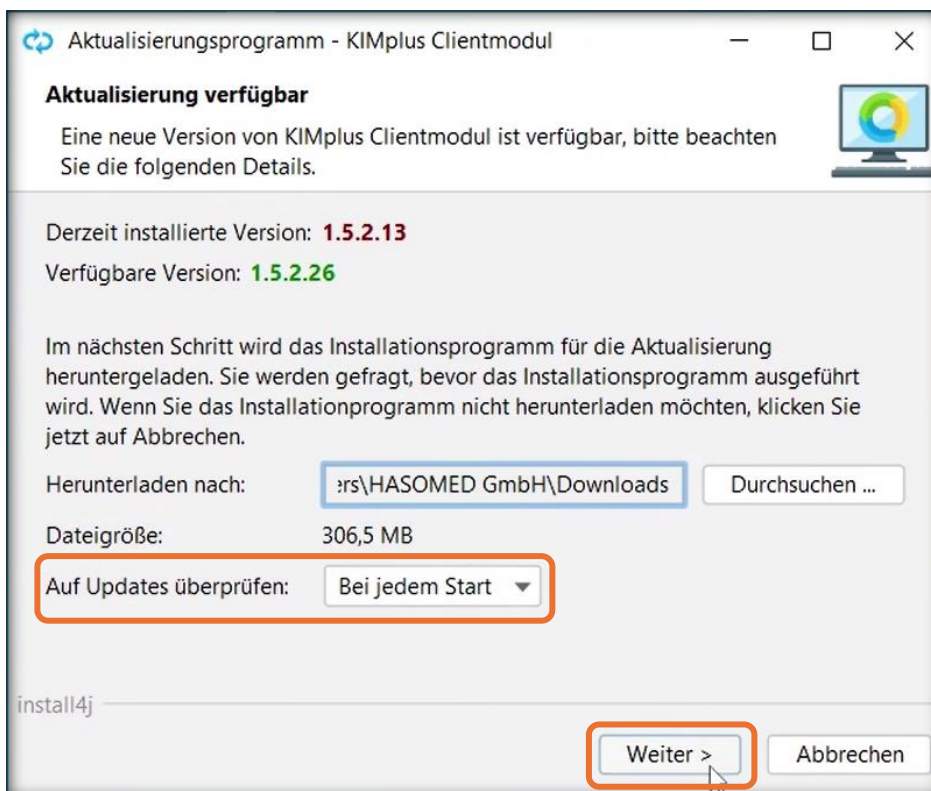 Aktualisierungsprogramm - KIMplus Clientmodul
Aktualisierung verfügbar
Eine neue Version von KIMplus Clientmodul ist verfügbar, bitte beachten
Sie die folgenden Details.
Derzeit installierte Version: 1.5.2.13
Verfügbare Version: 1.5.2.26
Im nächsten Schritt wird das Installationsprogramm für die Aktualisierung
heruntergeladen. Sie werden gefragt, bevor das Installationsprogramm ausgeführt
wird. Wenn Sie das Installationprogramm nicht herunterladen möchten, klicken Sie
jetzt auf Abbrechen.
Herunterladen nach: ers\HASOMED GmbH\Downloads Durchsuchen ...
Dateigröße: 306,5 MB
Auf Updates überprüfen: Bei jedem Start
install4j
Weiter > Abbrechen